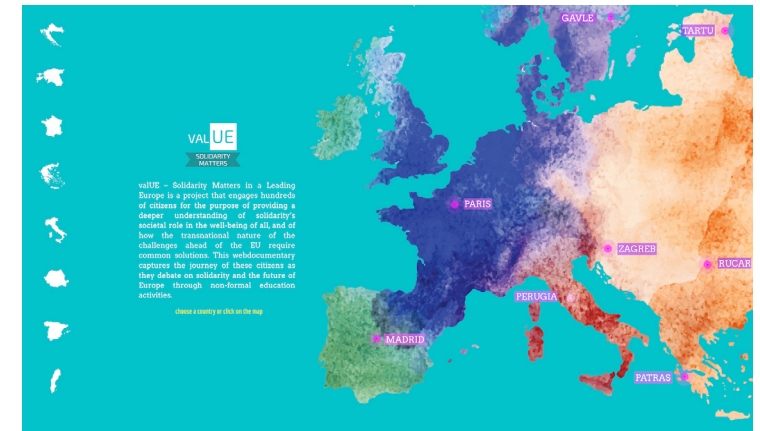 GAVLE
TARTU
VALUE
SOLIDARITY
MATTERS
valUE – Solidarity Matters in a Leading
Europe is a project that engages hundreds
of citizens for the purpose of providing a
deeper understanding of solidarity's
societal role in the well-being of all, and of
how the transnational nature of the
challenges ahead of the EU require
common solutions. This webdocumentary
captures the journey of these citizens as
they debate on solidarity and the future of
Europe through non-formal education
activities.
choose a country or click on the map
PARIS
ZAGREB
RUCAR
PERUGIA
MADRID
PATRAS